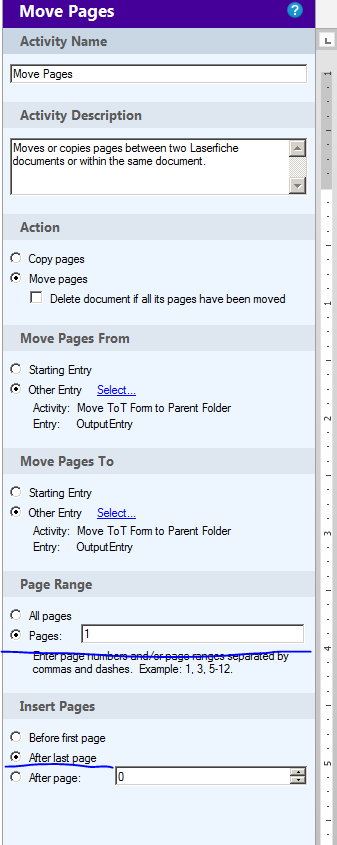 Move Pages
?
L
Activity Name
Move Pages
Activity Description
Moves or copies pages between two Laserfiche
documents or within the same document.
Action
Copy pages
Move pages
Delete document if all its pages have been moved
Move Pages From
Starting Entry
Other Entry Select...
Activity: Move ToT Form to Parent Folder
Entry: OutputEntry
Move Pages To
Starting Entry
Other Entry Select...
Activity: Move ToT Form to Parent Folder
Entry: OutputEntry
Page Range
All pages
Pages: 1
Enter page numbers and/or page ranges separated by
commas and dashes. Example: 1, 3, 5-12.
Insert Pages
Before first page
After last page
After page: 0
1
2
3
4
5